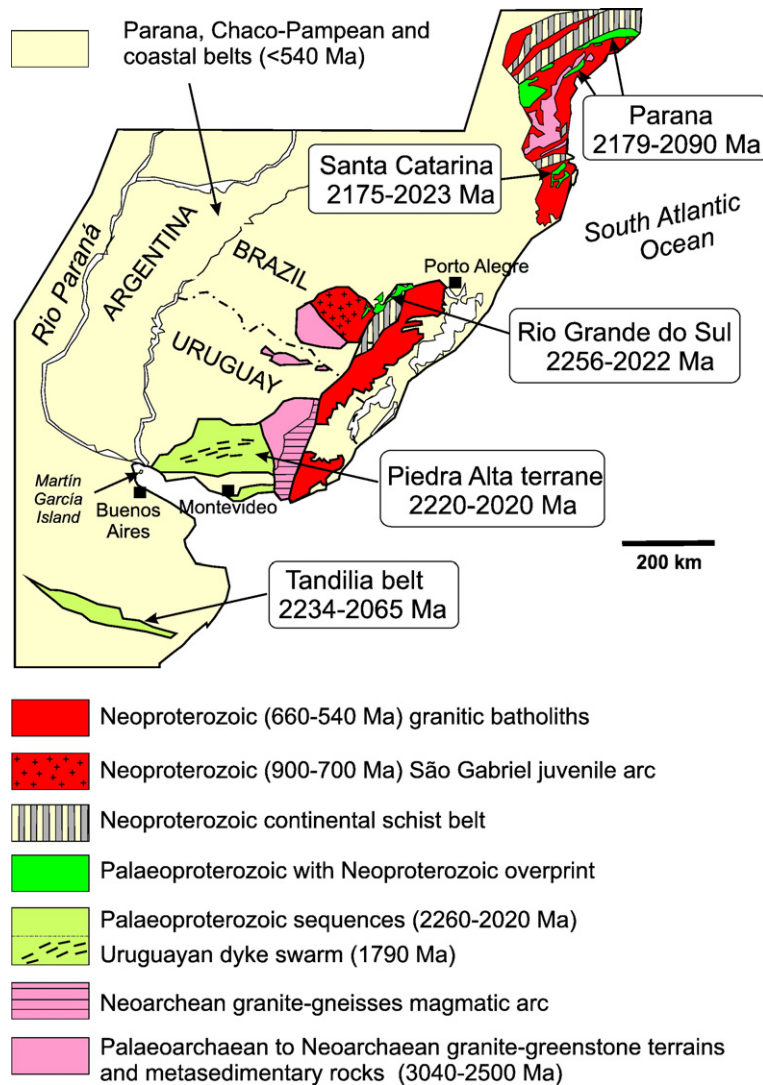 Parana, Chaco-Pampean and
coastal belts (<540 Ma)
Parana
2179-2090 Ma
Santa Catarina
2175-2023 Ma
South Atlantic
Ocean
Rio Paraná
ARGENTINA
BRAZIL
Porto Alegre
URUGUAY
Rio Grande do Sul
2256-2022 Ma
Piedra Alta terrane
2220-2020 Ma
Martín
García
Island
Buenos
Aires
Montevideo
200 km
Tandilia belt
2234-2065 Ma
Neoproterozoic (660-540 Ma) granitic batholiths
Neoproterozoic (900-700 Ma) São Gabriel juvenile arc
Neoproterozoic continental schist belt
Palaeoproterozoic with Neoproterozoic overprint
Palaeoproterozoic sequences (2260-2020 Ma)
Uruguayan dyke swarm (1790 Ma)
Neoarchean granite-gneisses magmatic arc
Palaeoarchaean to Neoarchaean granite-greenstone terrains
and metasedimentary rocks (3040-2500 Ma)